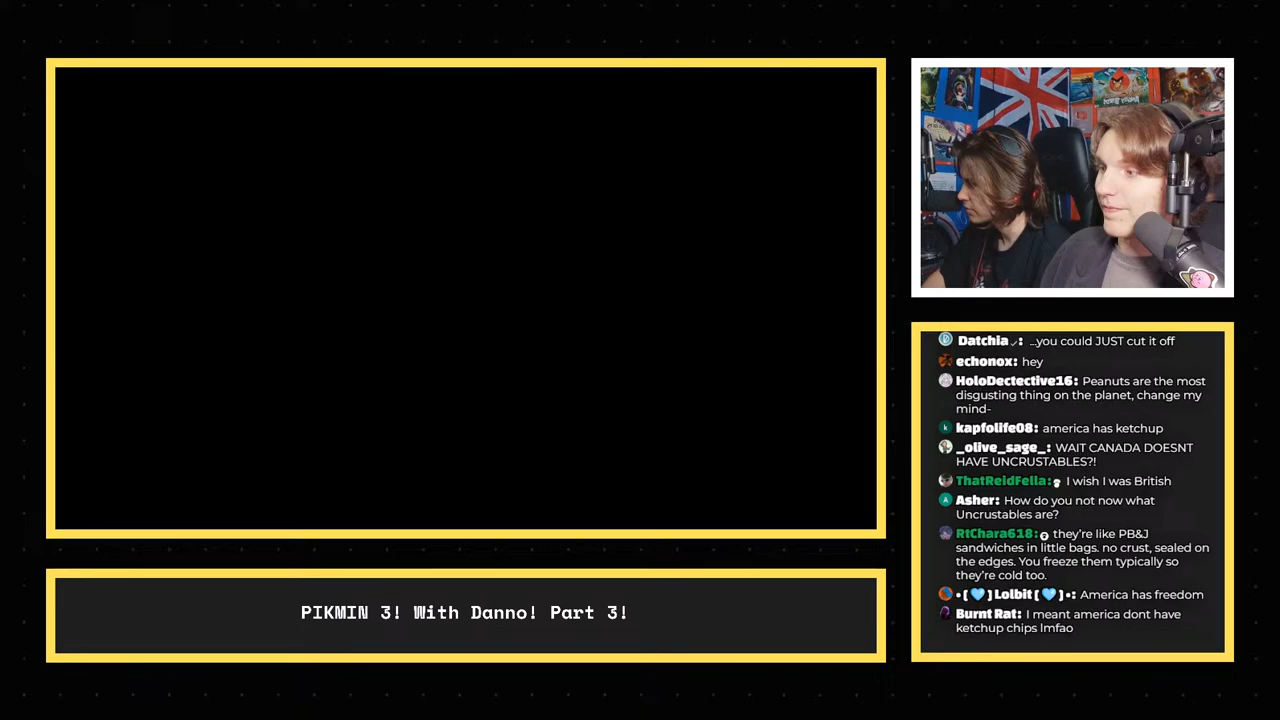 Datchia: ...you could JUST cut it off
echonox: hey
HoloDectective16: Peanuts are the most
disgusting thing on the planet, change my
mind-
k
kapfolife08: america has ketchup
_olive_sage_: WAIT CANADA DOESNT
HAVE UNCRUSTABLES?!
ThatReidFella: I wish I was British
A
Asher: How do you not now what
Uncrustables are?
RtChara618: they're like PB&J
sandwiches in little bags. no crust, sealed on
the edges. You freeze them typically so
they're cold too.
•[ 💙 ] Lolbit [ 💙 ]•: America has freedom
Burnt Rat: I meant america dont have
ketchup chips lmfao
PIKMIN 3! With Danno! Part 3!